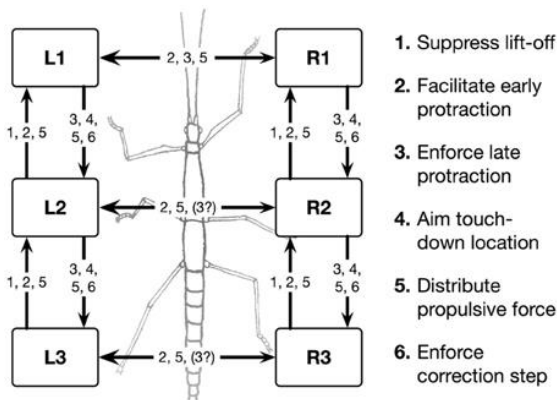 L1
2, 3, 5
R1
1, 2, 5
3, 4,
5, 6
1, 2, 5
3, 4,
5, 6
L2
2, 5, (3?)
R2
1, 2, 5
3, 4,
5, 6
1, 2, 5
3, 4,
5, 6
L3
2, 5, (3?)
R3
1. Suppress lift-off
2. Facilitate early
protraction
3. Enforce late
protraction
4. Aim touch-
down location
5. Distribute
propulsive force
6. Enforce
correction step